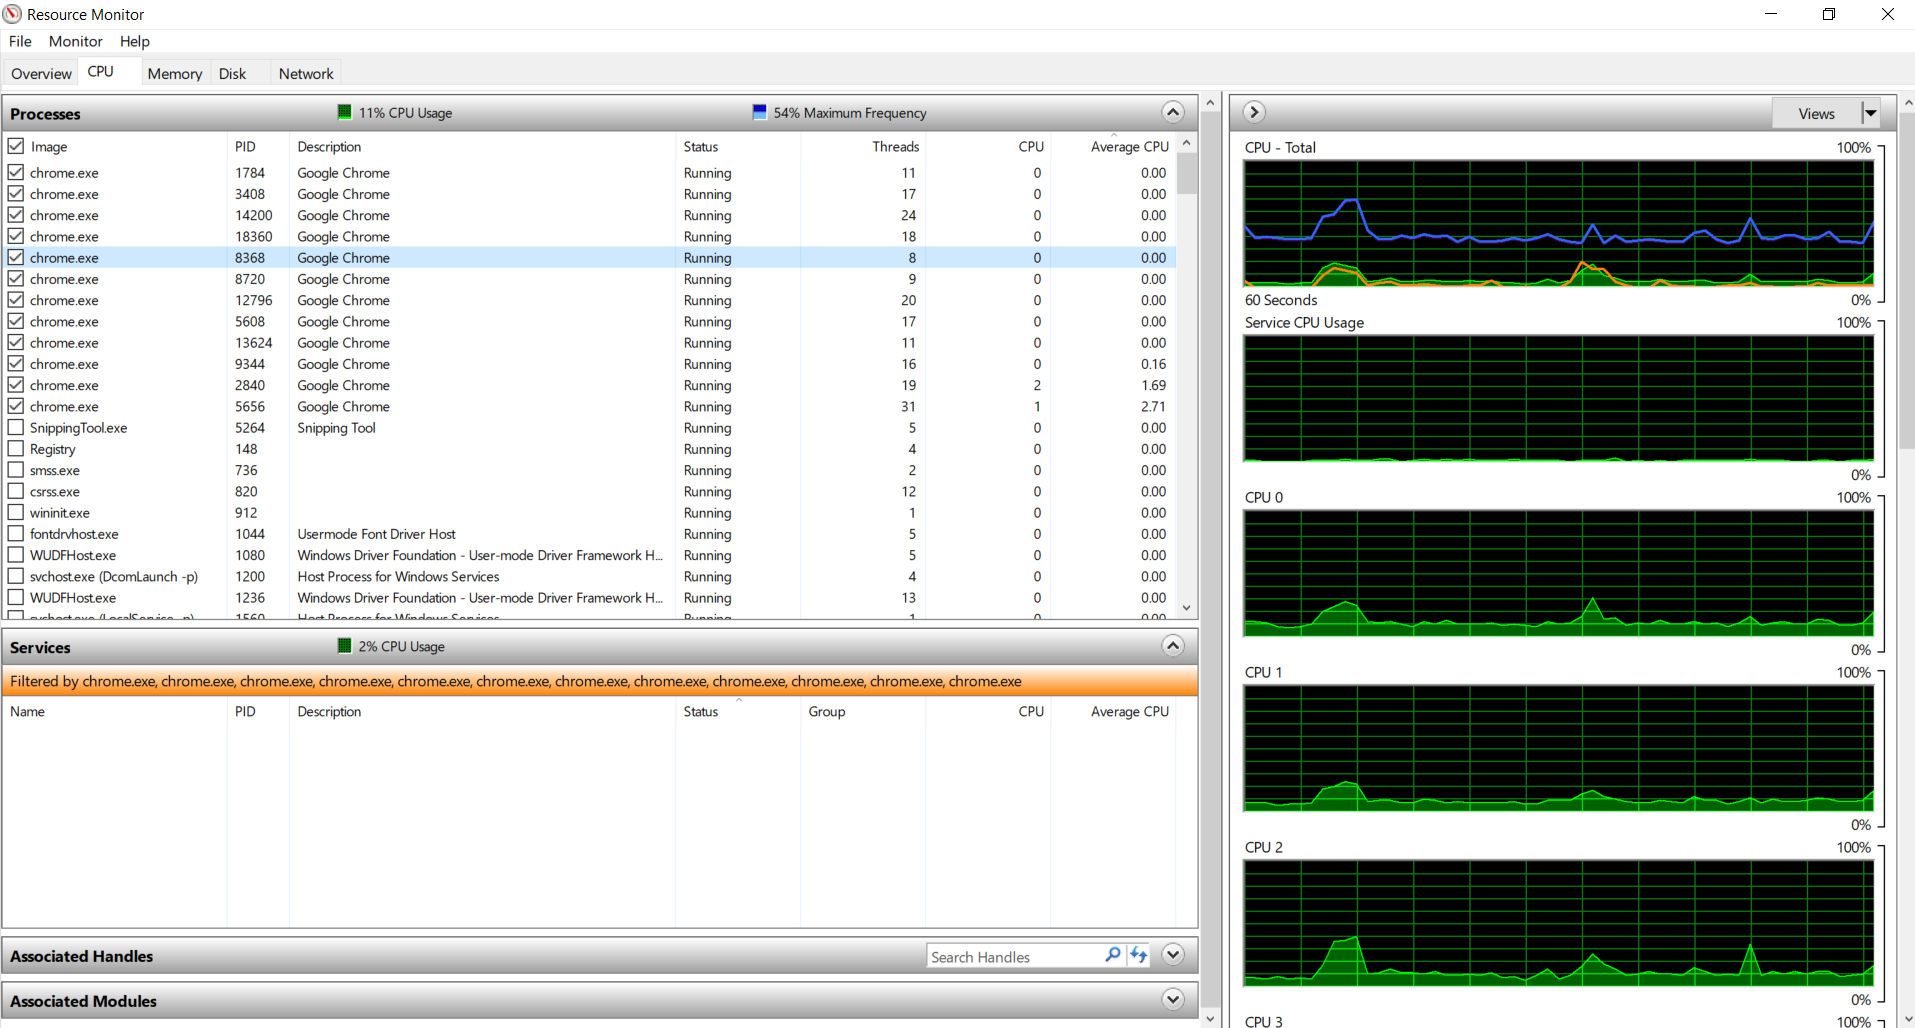 Resource Monitor
File Monitor Help
Overview CPU Memory Disk Network
Processes 11% CPU Usage 54% Maximum Frequency
Image PID Description Status Threads CPU Average CPU
chrome.exe 1784 Google Chrome Running 11 0 0.00
chrome.exe 3408 Google Chrome Running 17 0 0.00
chrome.exe 14200 Google Chrome Running 24 0 0.00
chrome.exe 18360 Google Chrome Running 18 0 0.00
chrome.exe 8368 Google Chrome Running 8 0 0.00
chrome.exe 8720 Google Chrome Running 9 0 0.00
chrome.exe 12796 Google Chrome Running 20 0 0.00
chrome.exe 5608 Google Chrome Running 17 0 0.00
chrome.exe 13624 Google Chrome Running 11 0 0.00
chrome.exe 9344 Google Chrome Running 16 0 0.16
chrome.exe 2840 Google Chrome Running 19 2 1.69
chrome.exe 5656 Google Chrome Running 31 1 2.71
SnippingTool.exe 5264 Snipping Tool Running 5 0 0.00
Registry 148 Running 4 0 0.00
smss.exe 736 Running 2 0 0.00
csrss.exe 820 Running 12 0 0.00
wininit.exe 912 Running 1 0 0.00
fontdrvhost.exe 1044 Usermode Font Driver Host Running 5 0 0.00
WUDFHost.exe 1080 Windows Driver Foundation - User-mode Driver Framework H... Running 5 0 0.00
svchost.exe (DcomLaunch -p) 1200 Host Process for Windows Services Running 4 0 0.00
WUDFHost.exe 1236 Windows Driver Foundation - User-mode Driver Framework H... Running 13 0 0.00
svchost.exe (LocalService -p) 1560 Host Process for Windows Services Running 1 0 0.00
Services 2% CPU Usage
Filtered by chrome.exe, chrome.exe, chrome.exe, chrome.exe, chrome.exe, chrome.exe, chrome.exe, chrome.exe, chrome.exe, chrome.exe, chrome.exe, chrome.exe
Name PID Description Status Group CPU Average CPU
Associated Handles Search Handles
Associated Modules
Views
CPU - Total 100%
60 Seconds 0%
Service CPU Usage 100%
0%
CPU 0 100%
0%
CPU 1 100%
0%
CPU 2 100%
0%
CPU 3 100%